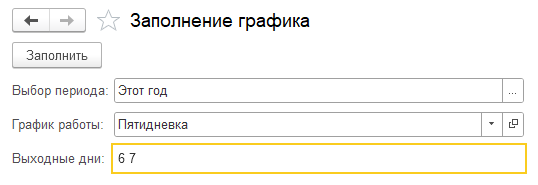 Заполнение графика
Заполнить
Выбор периода: Этот год ...
График работы: Пятидневка
Выходные дни: 6 7